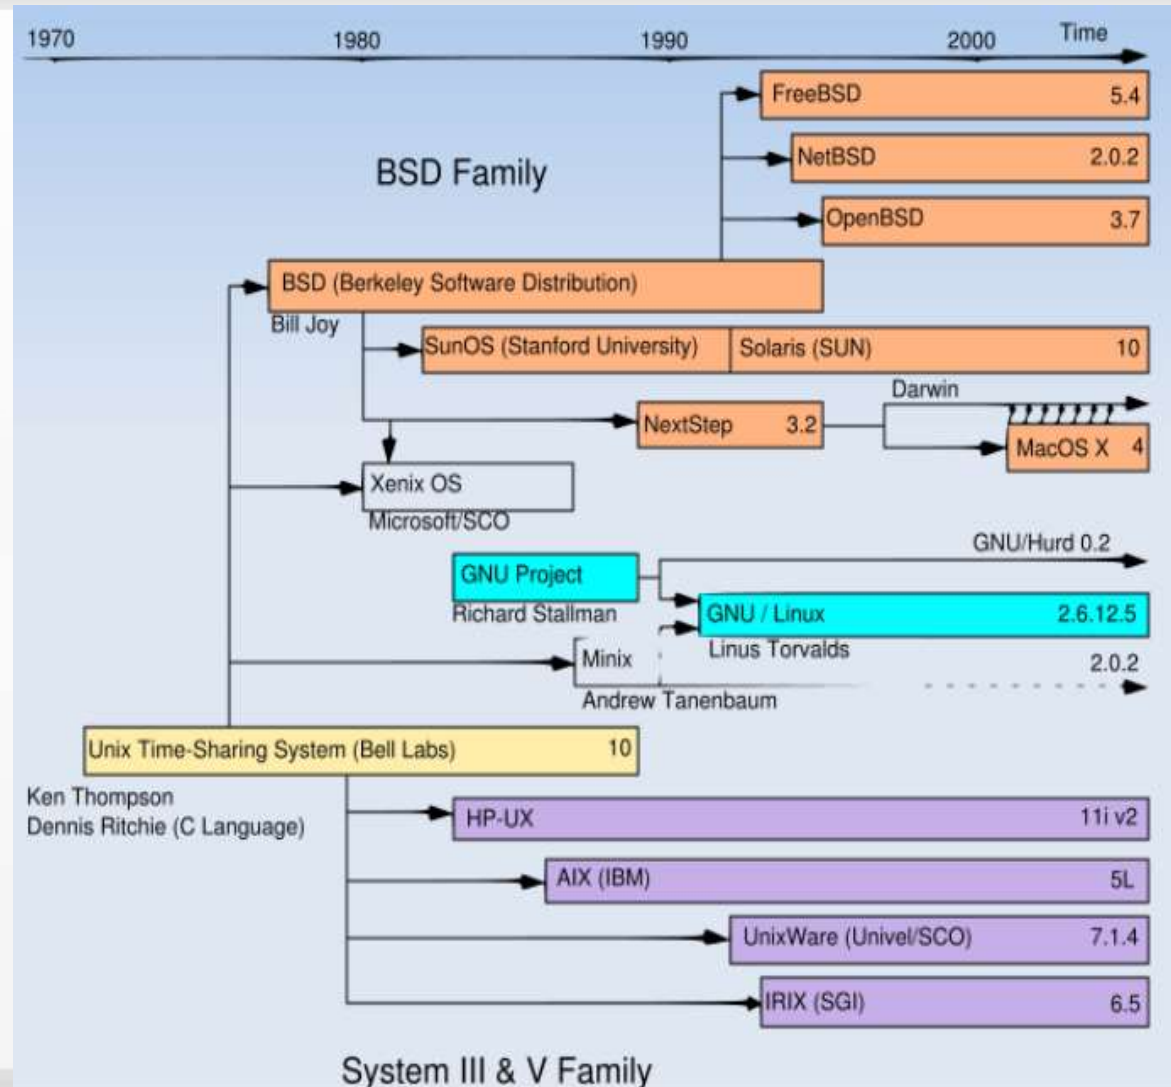 1970 1980 1990 2000 Time
FreeBSD 5.4
BSD Family
NetBSD 2.0.2
OpenBSD 3.7
BSD (Berkeley Software Distribution)
Bill Joy
SunOS (Stanford University) Solaris (SUN) 10
Darwin
NextStep 3.2
MacOS X 4
Xenix OS
Microsoft/SCO
GNU/Hurd 0.2
GNU Project
Richard Stallman
GNU / Linux 2.6.12.5
Linus Torvalds
Minix 2.0.2
Andrew Tanenbaum
Unix Time-Sharing System (Bell Labs) 10
Ken Thompson
Dennis Ritchie (C Language)
HP-UX 11i v2
AIX (IBM) 5L
UnixWare (Univel/SCO) 7.1.4
IRIX (SGI) 6.5
System III & V Family